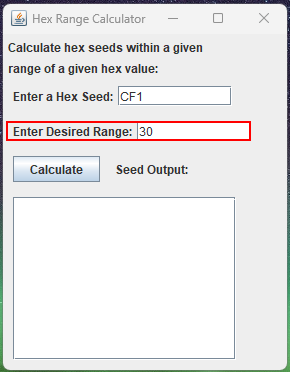 Hex Range Calculator
Calculate hex seeds within a given
range of a given hex value:
Enter a Hex Seed: CF1
Enter Desired Range: 30
Calculate Seed Output: